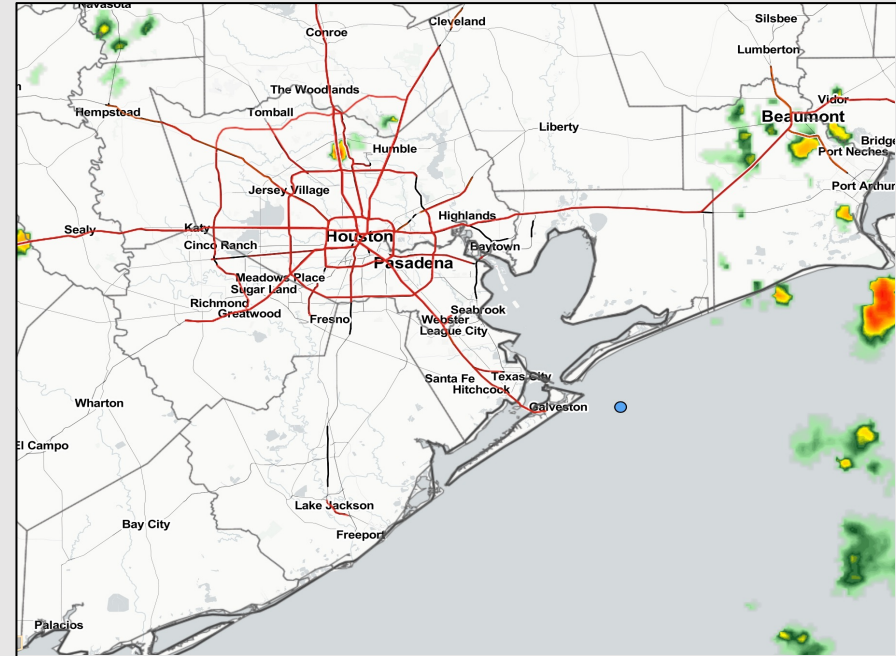 Navasota
Cleveland
Silsbee
Conroe
Lumberton
The Woodlands
Vidor
Hempstead
Tomball
Beaumont
Liberty
Humble
Port Neches
Jersey Village
Port Arthur
Highlands
Sealy
Katy
Houston
Cinco Ranch
Baytown
Pasadena
Meadows Place
Sugar Land
Richmond
Greatwood
Seabrook
Fresno
Webster
League City
Santa Fe
Texas City
Hitchcock
Wharton
Galveston
El Campo
Lake Jackson
Bay City
Freeport
Palacios